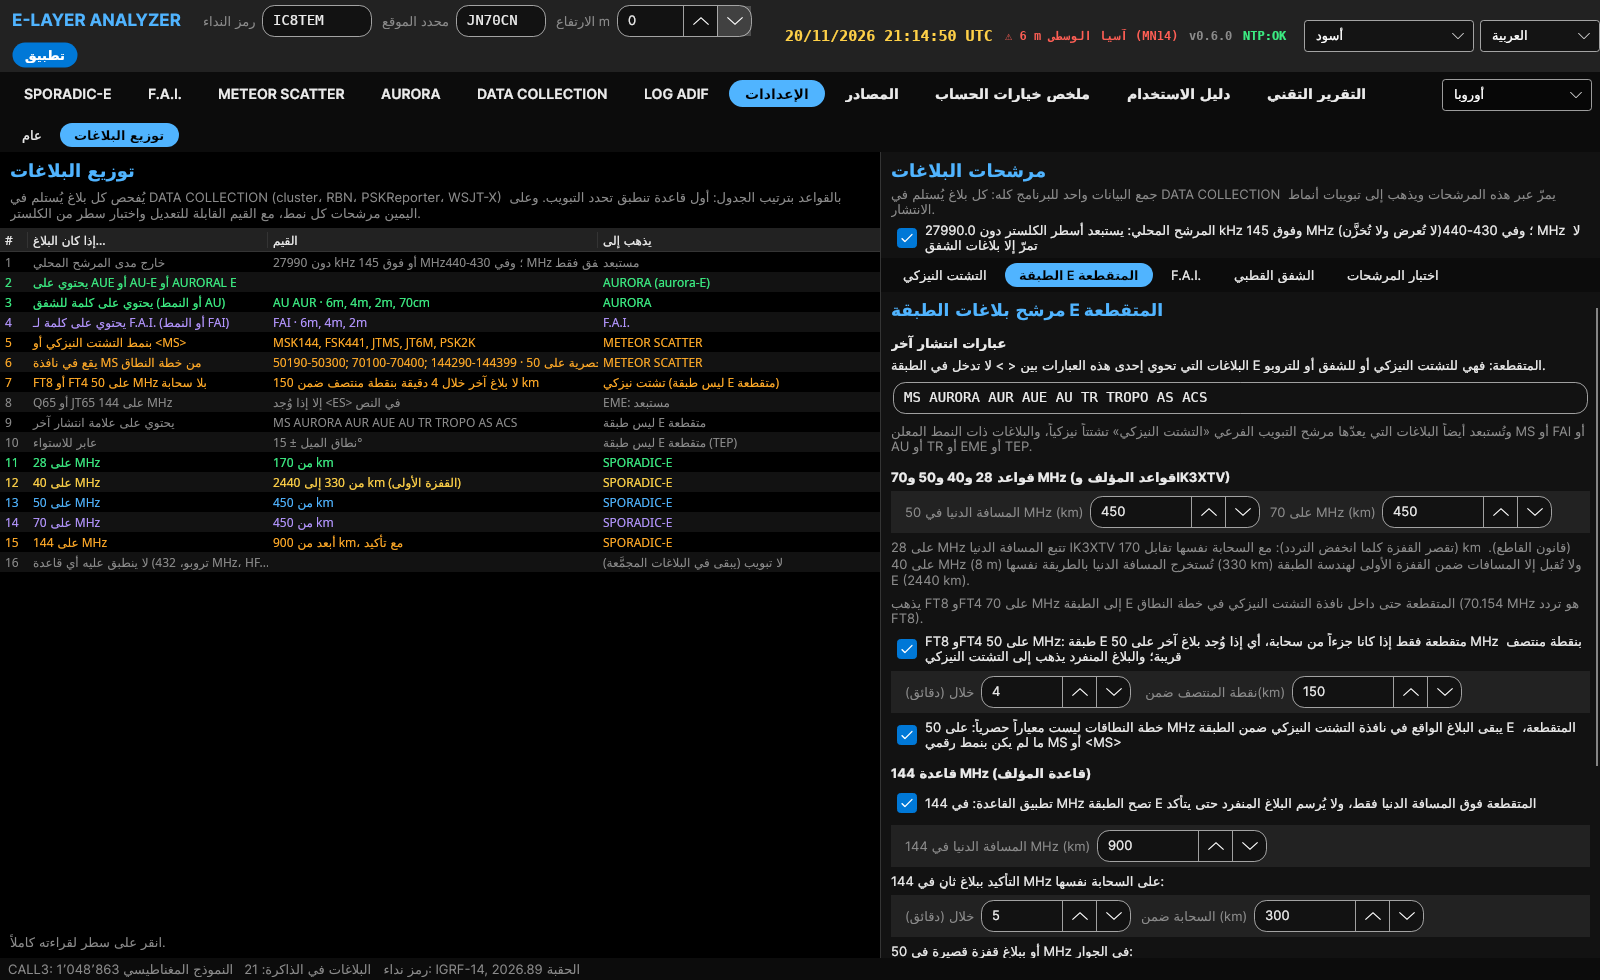 E-LAYER ANALYZER
رمز النداء IC8TEM محدد الموقع JN70CN الارتفاع m 0
20/11/2026 21:14:50 UTC ⚠ 6 m آسيا الوسطى (MN14) v0.6.0 NTP:OK
أسود
العربية
تطبيق
SPORADIC-E F.A.I. METEOR SCATTER AURORA DATA COLLECTION LOG ADIF الإعدادات المصادر ملخص خيارات الحساب دليل الاستخدام التقرير التقني
أوروبا
عام توزيع البلاغات
توزيع البلاغات
يُفحص كل بلاغ يُستلم في DATA COLLECTION (cluster، RBN، PSKReporter، WSJT-X) بالقواعد بترتيب الجدول: أول قاعدة تنطبق تحدد التبويب. وعلى
اليمين مرشحات كل نمط، مع القيم القابلة للتعديل واختبار سطر من الكلستر.
# إذا كان البلاغ... القيم يذهب إلى
1 خارج مدى المرشح المحلي دون 27990 kHz أو فوق 145 MHz؛ وفي 430-440 MHz فقط مستبعد
2 يحتوي على AUE أو AU-E أو AURORAL E AURORA (aurora-E)
3 يحتوي على كلمة للشفق (أو النمط AU) AU AUR · 6m, 4m, 2m, 70cm AURORA
4 يحتوي على كلمة لـ F.A.I. (أو النمط FAI) FAI · 6m, 4m, 2m F.A.I.
5 بنمط التشتت النيزكي أو <MS> MSK144, FSK441, JTMS, JT6M, PSK2K METEOR SCATTER
6 يقع في نافذة MS من خطة النطاق 50190-50300; 70100-70400; 144290-144399 · حصرية على 50 METEOR SCATTER
7 FT8 أو FT4 على 50 MHz بلا سحابة لا بلاغ آخر خلال 4 دقيقة بنقطة منتصف ضمن 150 km تشتت نيزكي (ليس طبقة E متقطعة)
8 Q65 أو JT65 على 144 MHz إلا إذا وُجد <ES> في النص EME: مستبعد
9 يحتوي على علامة انتشار آخر MS AURORA AUR AUE AU TR TROPO AS ACS ليس طبقة E متقطعة
10 عابر للاستواء نطاق الميل ± 15° ليس طبقة E متقطعة (TEP)
11 على 28 MHz من 170 km SPORADIC-E
12 على 40 MHz من 330 إلى 2440 km (القفزة الأولى) SPORADIC-E
13 على 50 MHz من 450 km SPORADIC-E
14 على 70 MHz من 450 km SPORADIC-E
15 على 144 MHz أبعد من 900 km، مع تأكيد SPORADIC-E
16 لا ينطبق عليه أي قاعدة (تروبو، 432 MHz، HF... لا تبويب (يبقى في البلاغات المجمَّعة)
انقر على سطر لقراءته كاملاً.
مرشحات البلاغات
جمع البيانات واحد للبرنامج كله: كل بلاغ يُستلم في DATA COLLECTION يمرّ عبر هذه المرشحات ويذهب إلى تبويبات أنماط
الانتشار.
المرشح المحلي: يستبعد أسطر الكلستر دون 27990.0 kHz وفوق 145 MHz؛ وفي 430-440 MHz لا (لا تُعرض ولا تُخزَّن)
تمرّ إلا بلاغات الشفق
التشتت النيزكي الطبقة E المتقطعة F.A.I. الشفق القطبي اختبار المرشحات
مرشح بلاغات الطبقة E المتقطعة
عبارات انتشار آخر
البلاغات التي تحوي إحدى هذه العبارات بين < > لا تدخل في الطبقة E المتقطعة: فهي للتشتت النيزكي أو للشفق أو للتروبو.
MS AURORA AUR AUE AU TR TROPO AS ACS
وتُستبعد أيضاً البلاغات التي يعدّها مرشح التبويب الفرعي «التشتت النيزكي» تشتتاً نيزكياً، والبلاغات ذات النمط المعلن MS أو FAI أو
AU أو TR أو EME أو TEP.
قواعد 28 و40 و50 و70 MHz (قواعد المؤلف وIK3XTV)
المسافة الدنيا في 50 MHz (km) 450 على 70 MHz (km) 450
على 28 MHz تتبع المسافة الدنيا IK3XTV (تقصر القفزة كلما انخفض التردد): مع السحابة نفسها تقابل 170 km (قانون القاطع).
على 40 MHz (8 m) تُستخرج المسافة الدنيا بالطريقة نفسها (330 km) ولا تُقبل إلا المسافات ضمن القفزة الأولى لهندسة الطبقة
E (2440 km).
يذهب FT8 وFT4 على 70 MHz إلى الطبقة E المتقطعة حتى داخل نافذة التشتت النيزكي في خطة النطاق (70.154 MHz هو تردد
FT8).
FT8 وFT4 على 50 MHz: طبقة E متقطعة فقط إذا كانا جزءاً من سحابة، أي إذا وُجد بلاغ آخر على 50 MHz بنقطة منتصف
قريبة؛ والبلاغ المنفرد يذهب إلى التشتت النيزكي
خلال (دقائق) 4 نقطة المنتصف ضمن (km) 150
خطة النطاقات ليست معياراً حصرياً: على 50 MHz يبقى البلاغ الواقع في نافذة التشتت النيزكي ضمن الطبقة E المتقطعة،
ما لم يكن بنمط رقمي MS أو <MS>
قاعدة 144 MHz (قاعدة المؤلف)
تطبيق القاعدة: في 144 MHz تصح الطبقة E المتقطعة فوق المسافة الدنيا فقط، ولا يُرسم البلاغ المنفرد حتى يتأكد
المسافة الدنيا في 144 MHz (km) 900
التأكيد ببلاغ ثان في 144 MHz على السحابة نفسها:
خلال (دقائق) 5 السحابة ضمن (km) 300
أو ببلاغ قفزة قصيرة في 50 MHz في الجوار:
CALL3: 1٬048٬863 رمز نداء البلاغات في الذاكرة: 21 النموذج المغناطيسي: IGRF-14, 2026.89 الحقبة